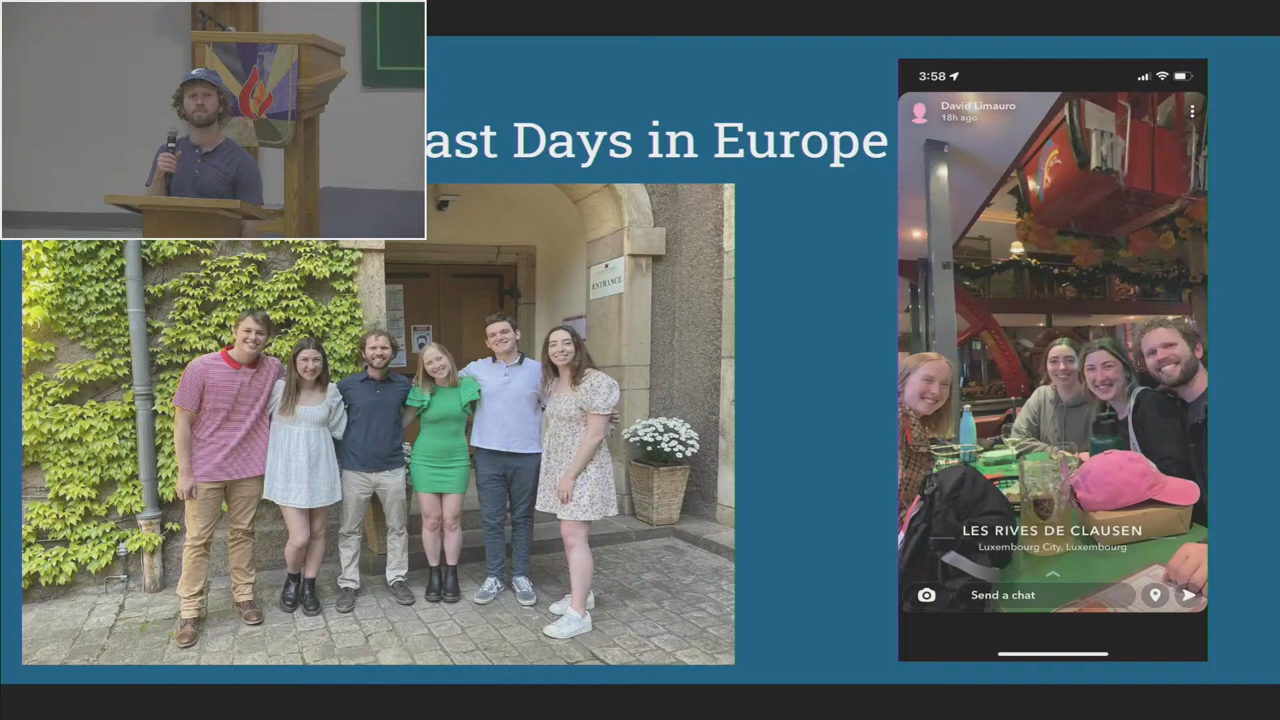 ast Days in Europe
3:58
David Limauro
18h ago
ENTRANCE
LES RIVES DE CLAUSEN
Luxembourg City, Luxembourg
Send a chat